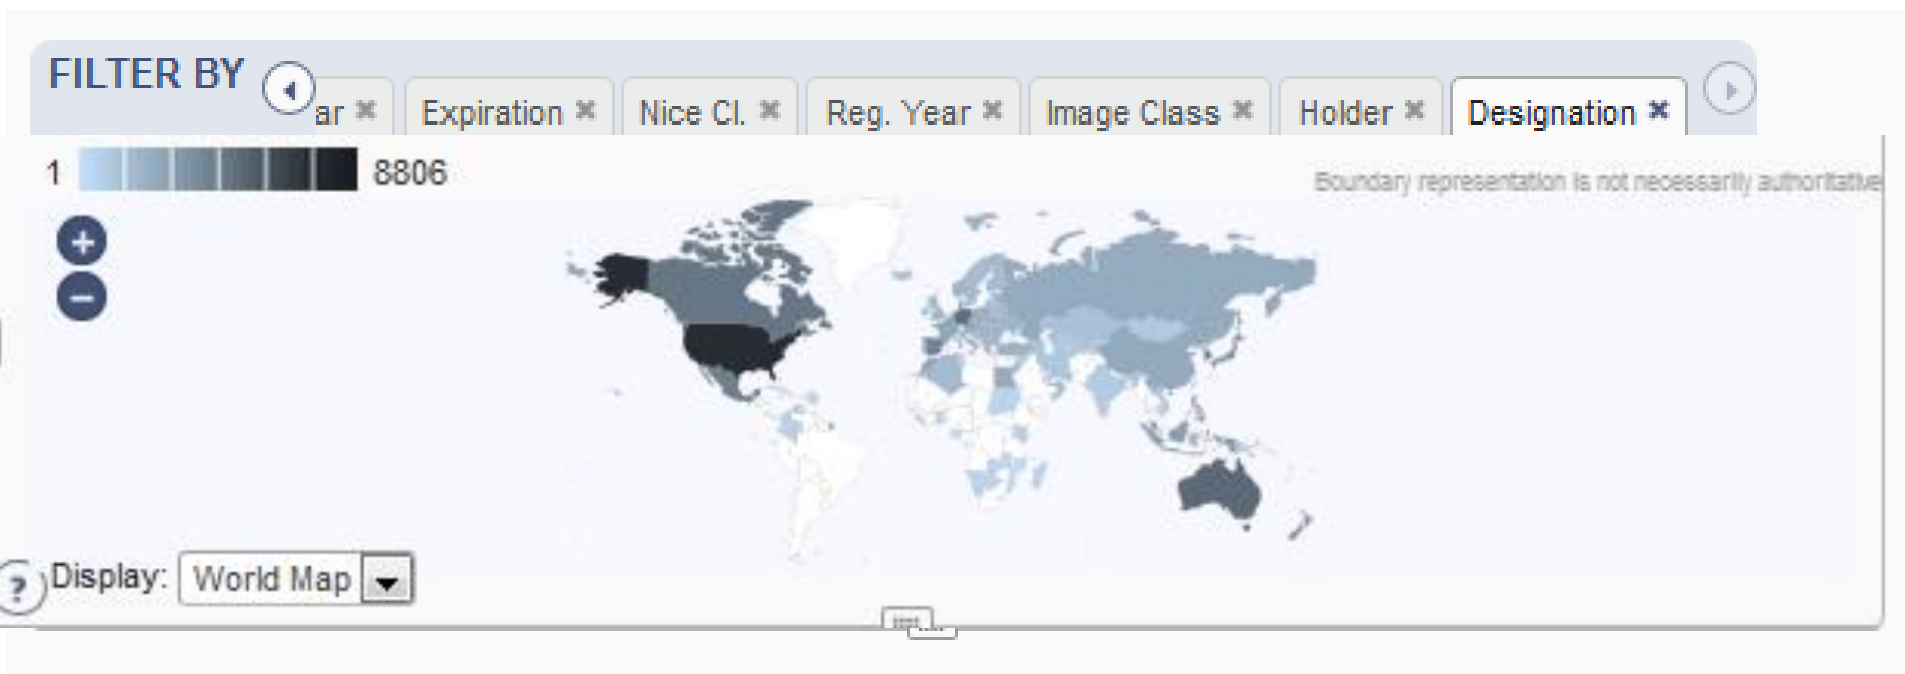 FILTER BY
ar ✖ Expiration ✖ Nice Cl. ✖ Reg. Year ✖ Image Class ✖ Holder ✖ Designation ✖
1 8806
Boundary representation is not necessarily authoritative
+
−
? Display: World Map